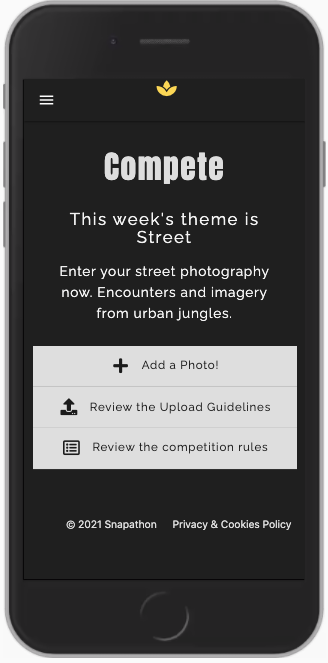 Compete
This week's theme is
Street
Enter your street photography
now. Encounters and imagery
from urban jungles.
Add a Photo!
Review the Upload Guidelines
Review the competition rules
© 2021 Snapathon Privacy & Cookies Policy